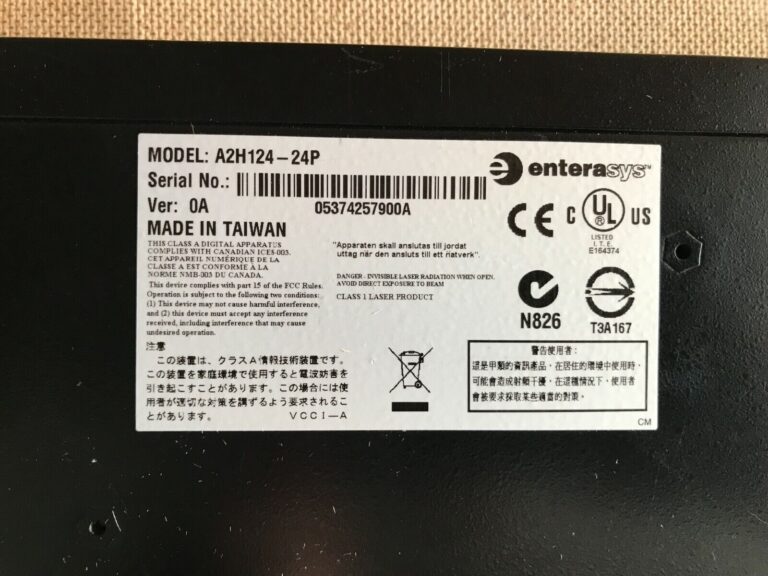 MODEL: A2H124-24P
Serial No.:
05374257900A
Ver: 0A
MADE IN TAIWAN
THIS CLASS A DIGITAL APPARATUS
COMPLIES WITH CANADIAN ICES-003.
CET APPAREIL NUMÉRIQUE DE LA
CLASSE A EST CONFORME A LA
NORME NMB-003 DU CANADA.
This device complies with part 15 of the FCC Rules.
Operation is subject to the following two conditions:
(1) This device may not cause harmful interference,
and (2) this device must accept any interference
received, including interference that may cause
undesired operation.
"Apparaten skall anslutas till jordat
uttag när den ansluts till ett nätverk".
DANGER - INVISIBLE LASER RADIATION WHEN OPEN.
AVOID DIRECT EXPOSURE TO BEAM
CLASS 1 LASER PRODUCT
enterasys™
CE
C UL US
LISTED
I.T.E.
E164374
N826
T3A167
注意
この装置は、クラスA情報技術装置です。
この装置を家庭環境で使用すると電波妨害を
引き起こすことがあります。この場合には使
用者が適切な対策を講ずるよう要求されるこ
とがあります。 VCCI-A
警告使用者:
這是甲類的資訊產品，在居住的環境中使用時，
可能會造成射頻干擾，在這種情況下，使用者
會被要求採取某些適當的對策。
CM